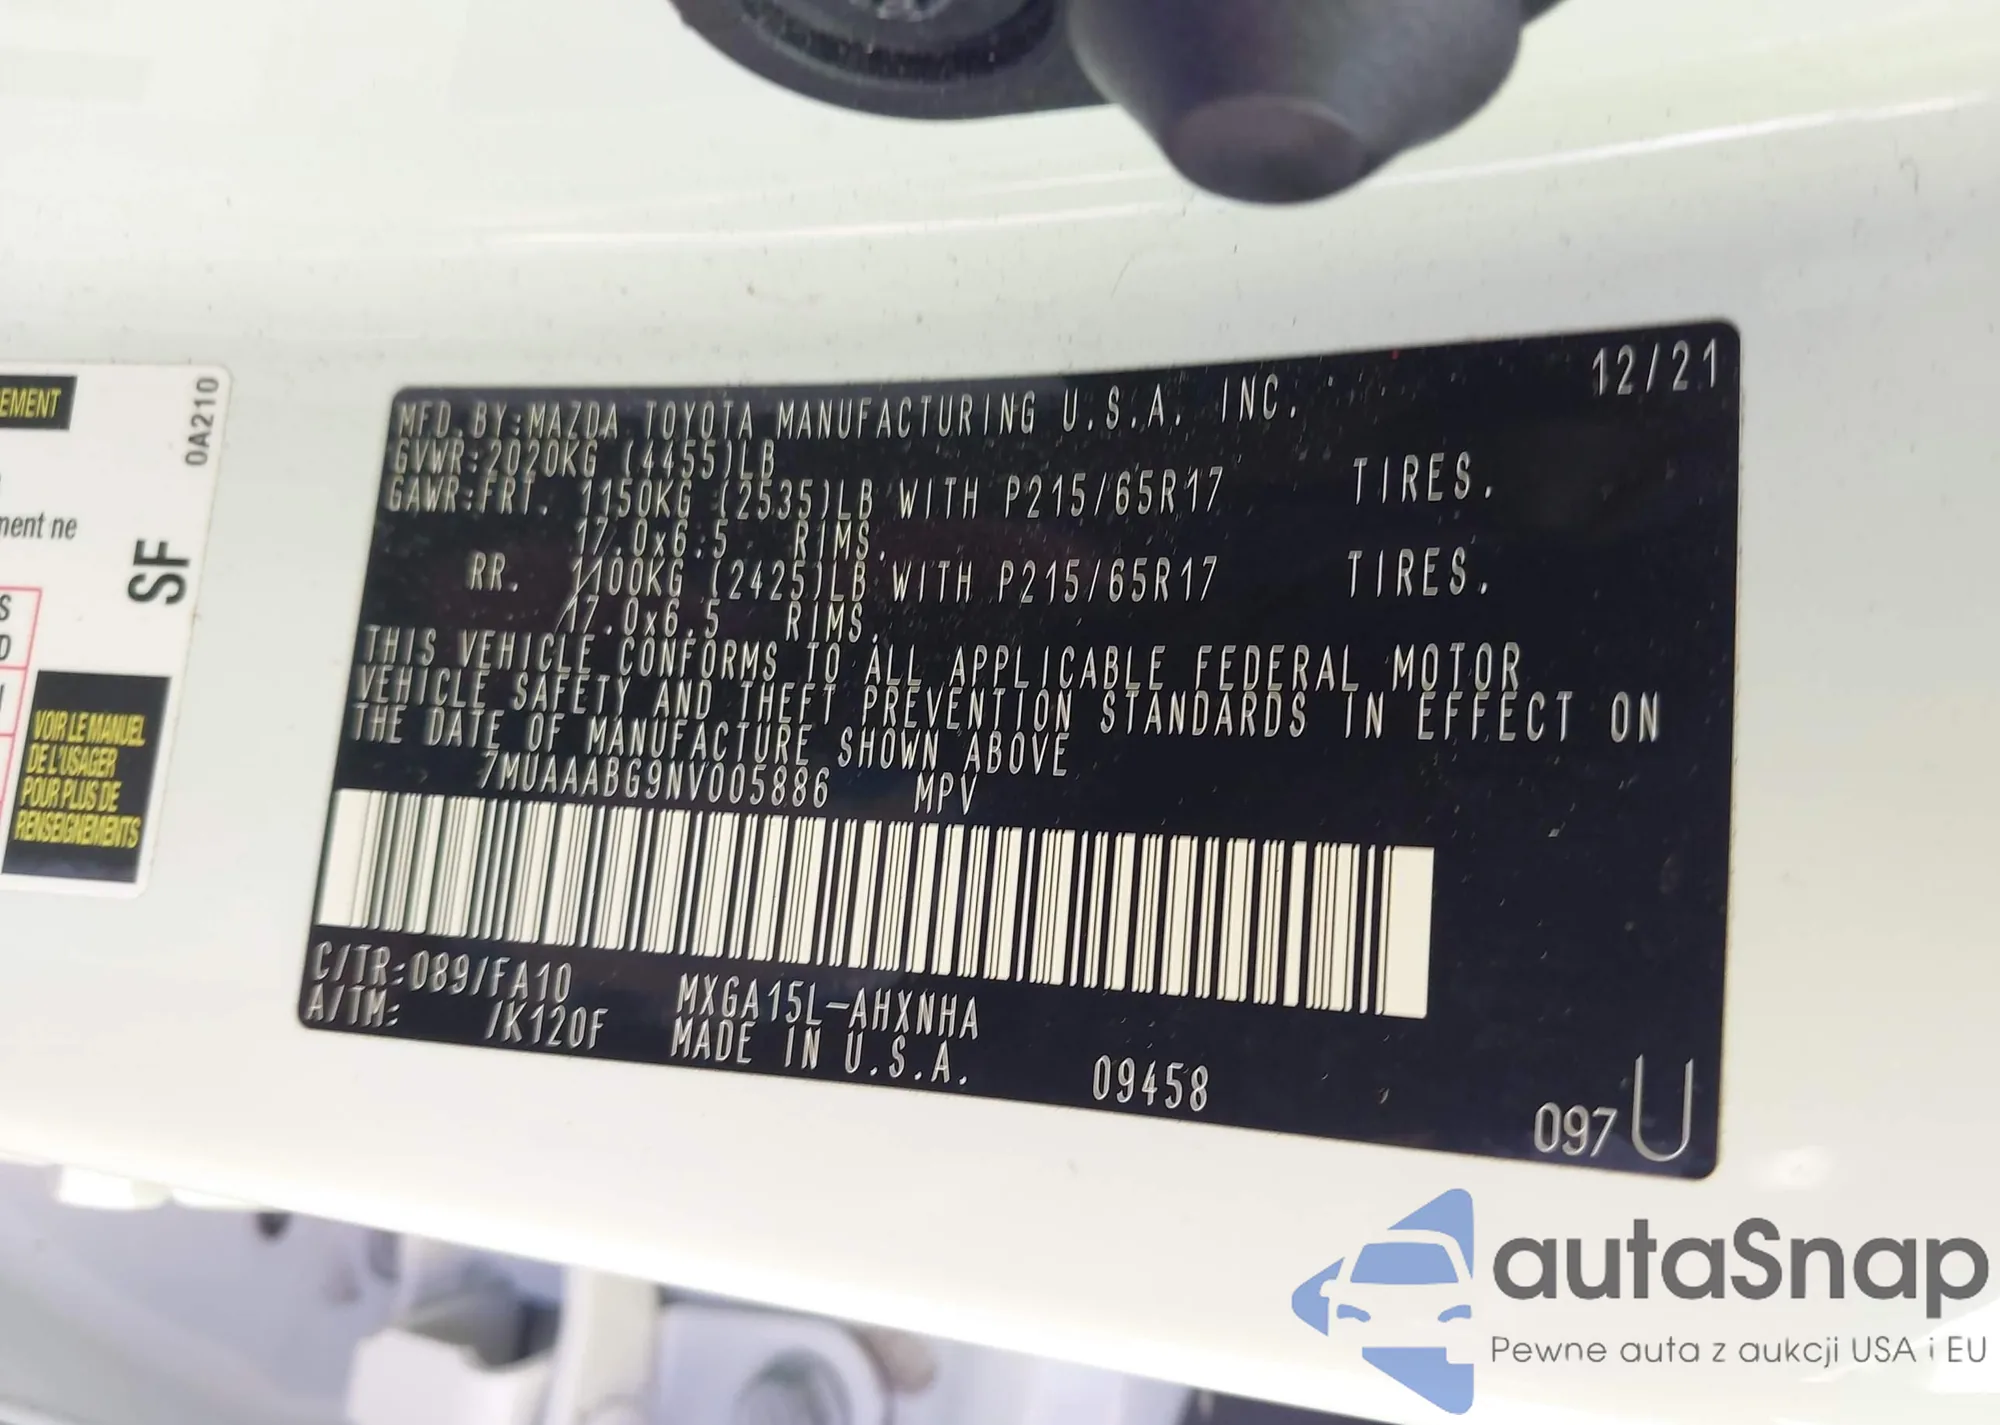 EMENT
0A210
ment ne
SF
S
D
VOIR LE MANUEL
DE L'USAGER
POUR PLUS DE
RENSEIGNEMENTS
12/21
MFD.BY:MAZDA TOYOTA MANUFACTURING U.S.A. INC.
GVWR:2020KG (4455)LB
GAWR:FRT. 1150KG (2535)LB WITH P215/65R17 TIRES.
17.0x6.5 RIMS.
RR. 1100KG (2425)LB WITH P215/65R17 TIRES.
17.0x6.5 RIMS.
THIS VEHICLE CONFORMS TO ALL APPLICABLE FEDERAL MOTOR
VEHICLE SAFETY AND THEFT PREVENTION STANDARDS IN EFFECT ON
THE DATE OF MANUFACTURE SHOWN ABOVE
7MUAAABG9NV005886 MPV
C/TR:089/FA10 MXGA15L-AHXNHA
A/TM: /K120F MADE IN U.S.A. 09458
097 U
autaSnap
Pewne auta z aukcji USA i EU